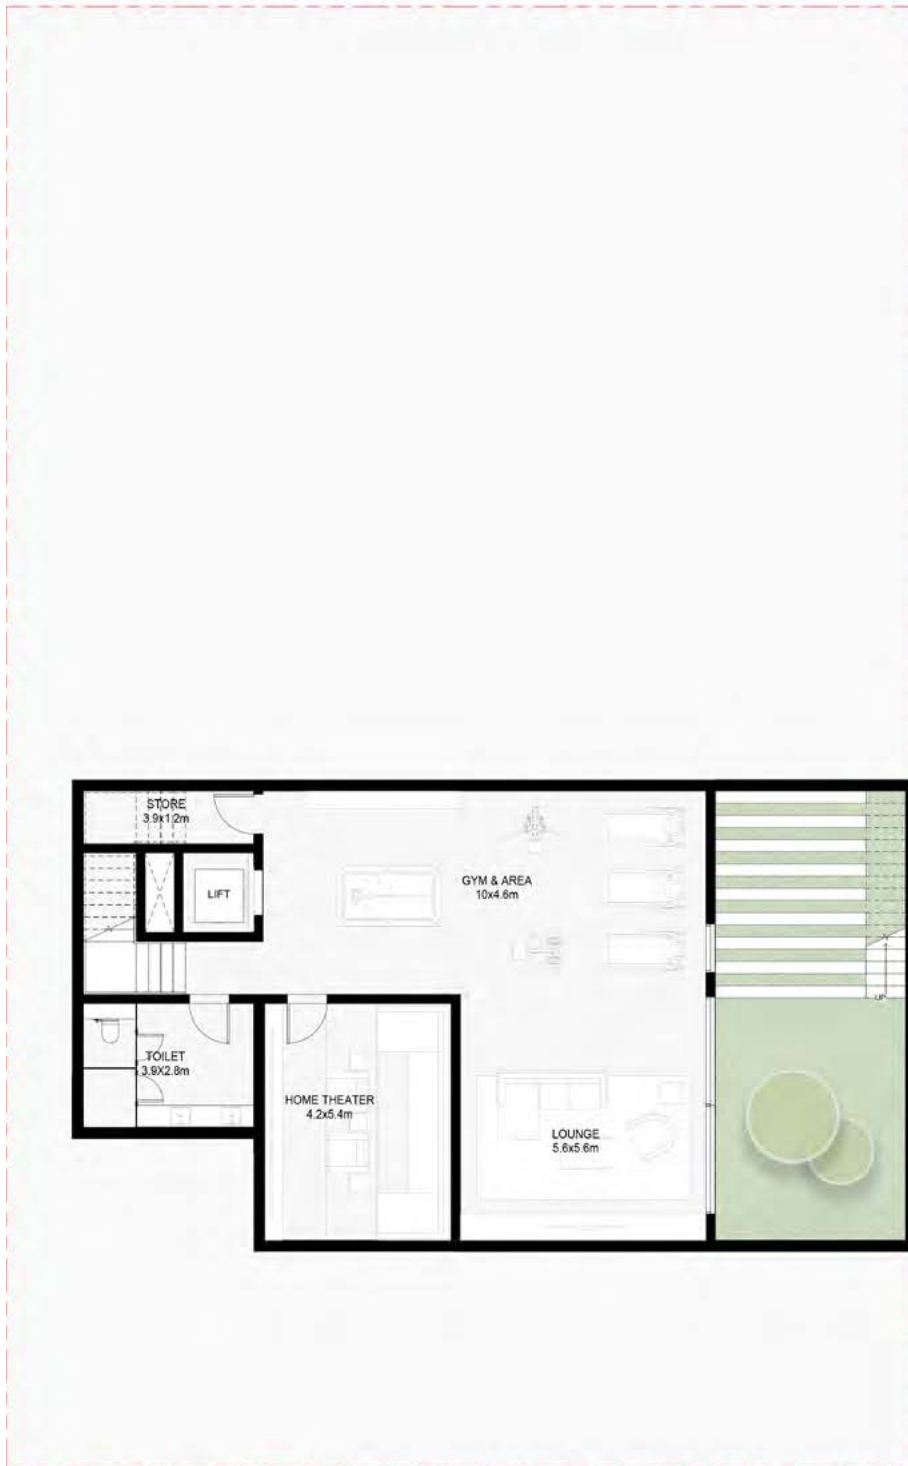 STORE
3.9x1.2m
LIFT
GYM & AREA
10x4.6m
UP
TOILET
3.9X2.8m
HOME THEATER
4.2x5.4m
LOUNGE
5.6x5.6m